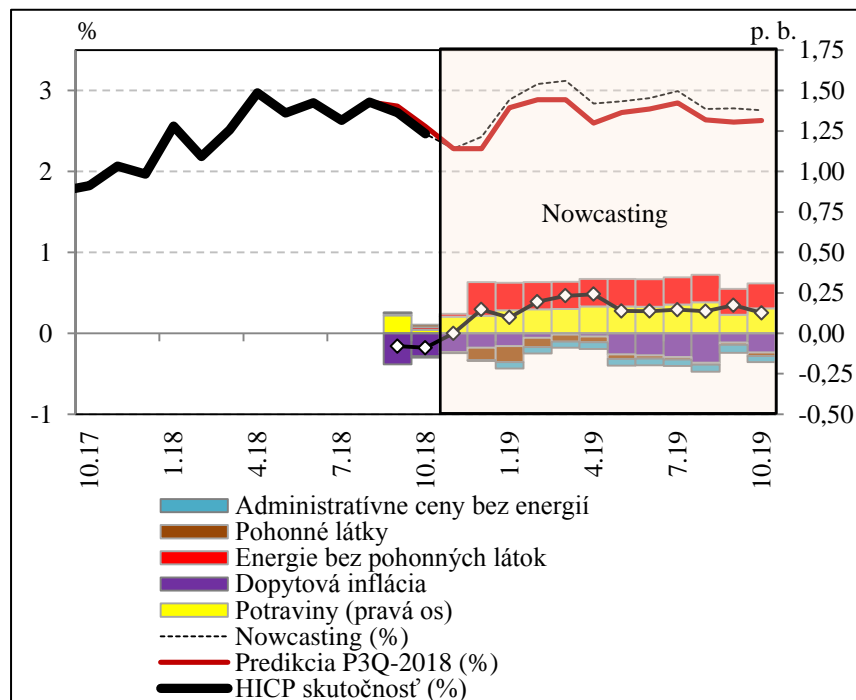 % p. b.
3
2
1
0
-1
1,75
1,50
1,25
1,00
0,75
0,50
0,25
0,00
-0,25
-0,50
Nowcasting
10.17 1.18 4.18 7.18 10.18 1.19 4.19 7.19 10.19
Administratívne ceny bez energií
Pohonné látky
Energie bez pohonných látok
Dopytová inflácia
Potraviny (pravá os)
Nowcasting (%)
Predikcia P3Q-2018 (%)
HICP skutočnosť (%)